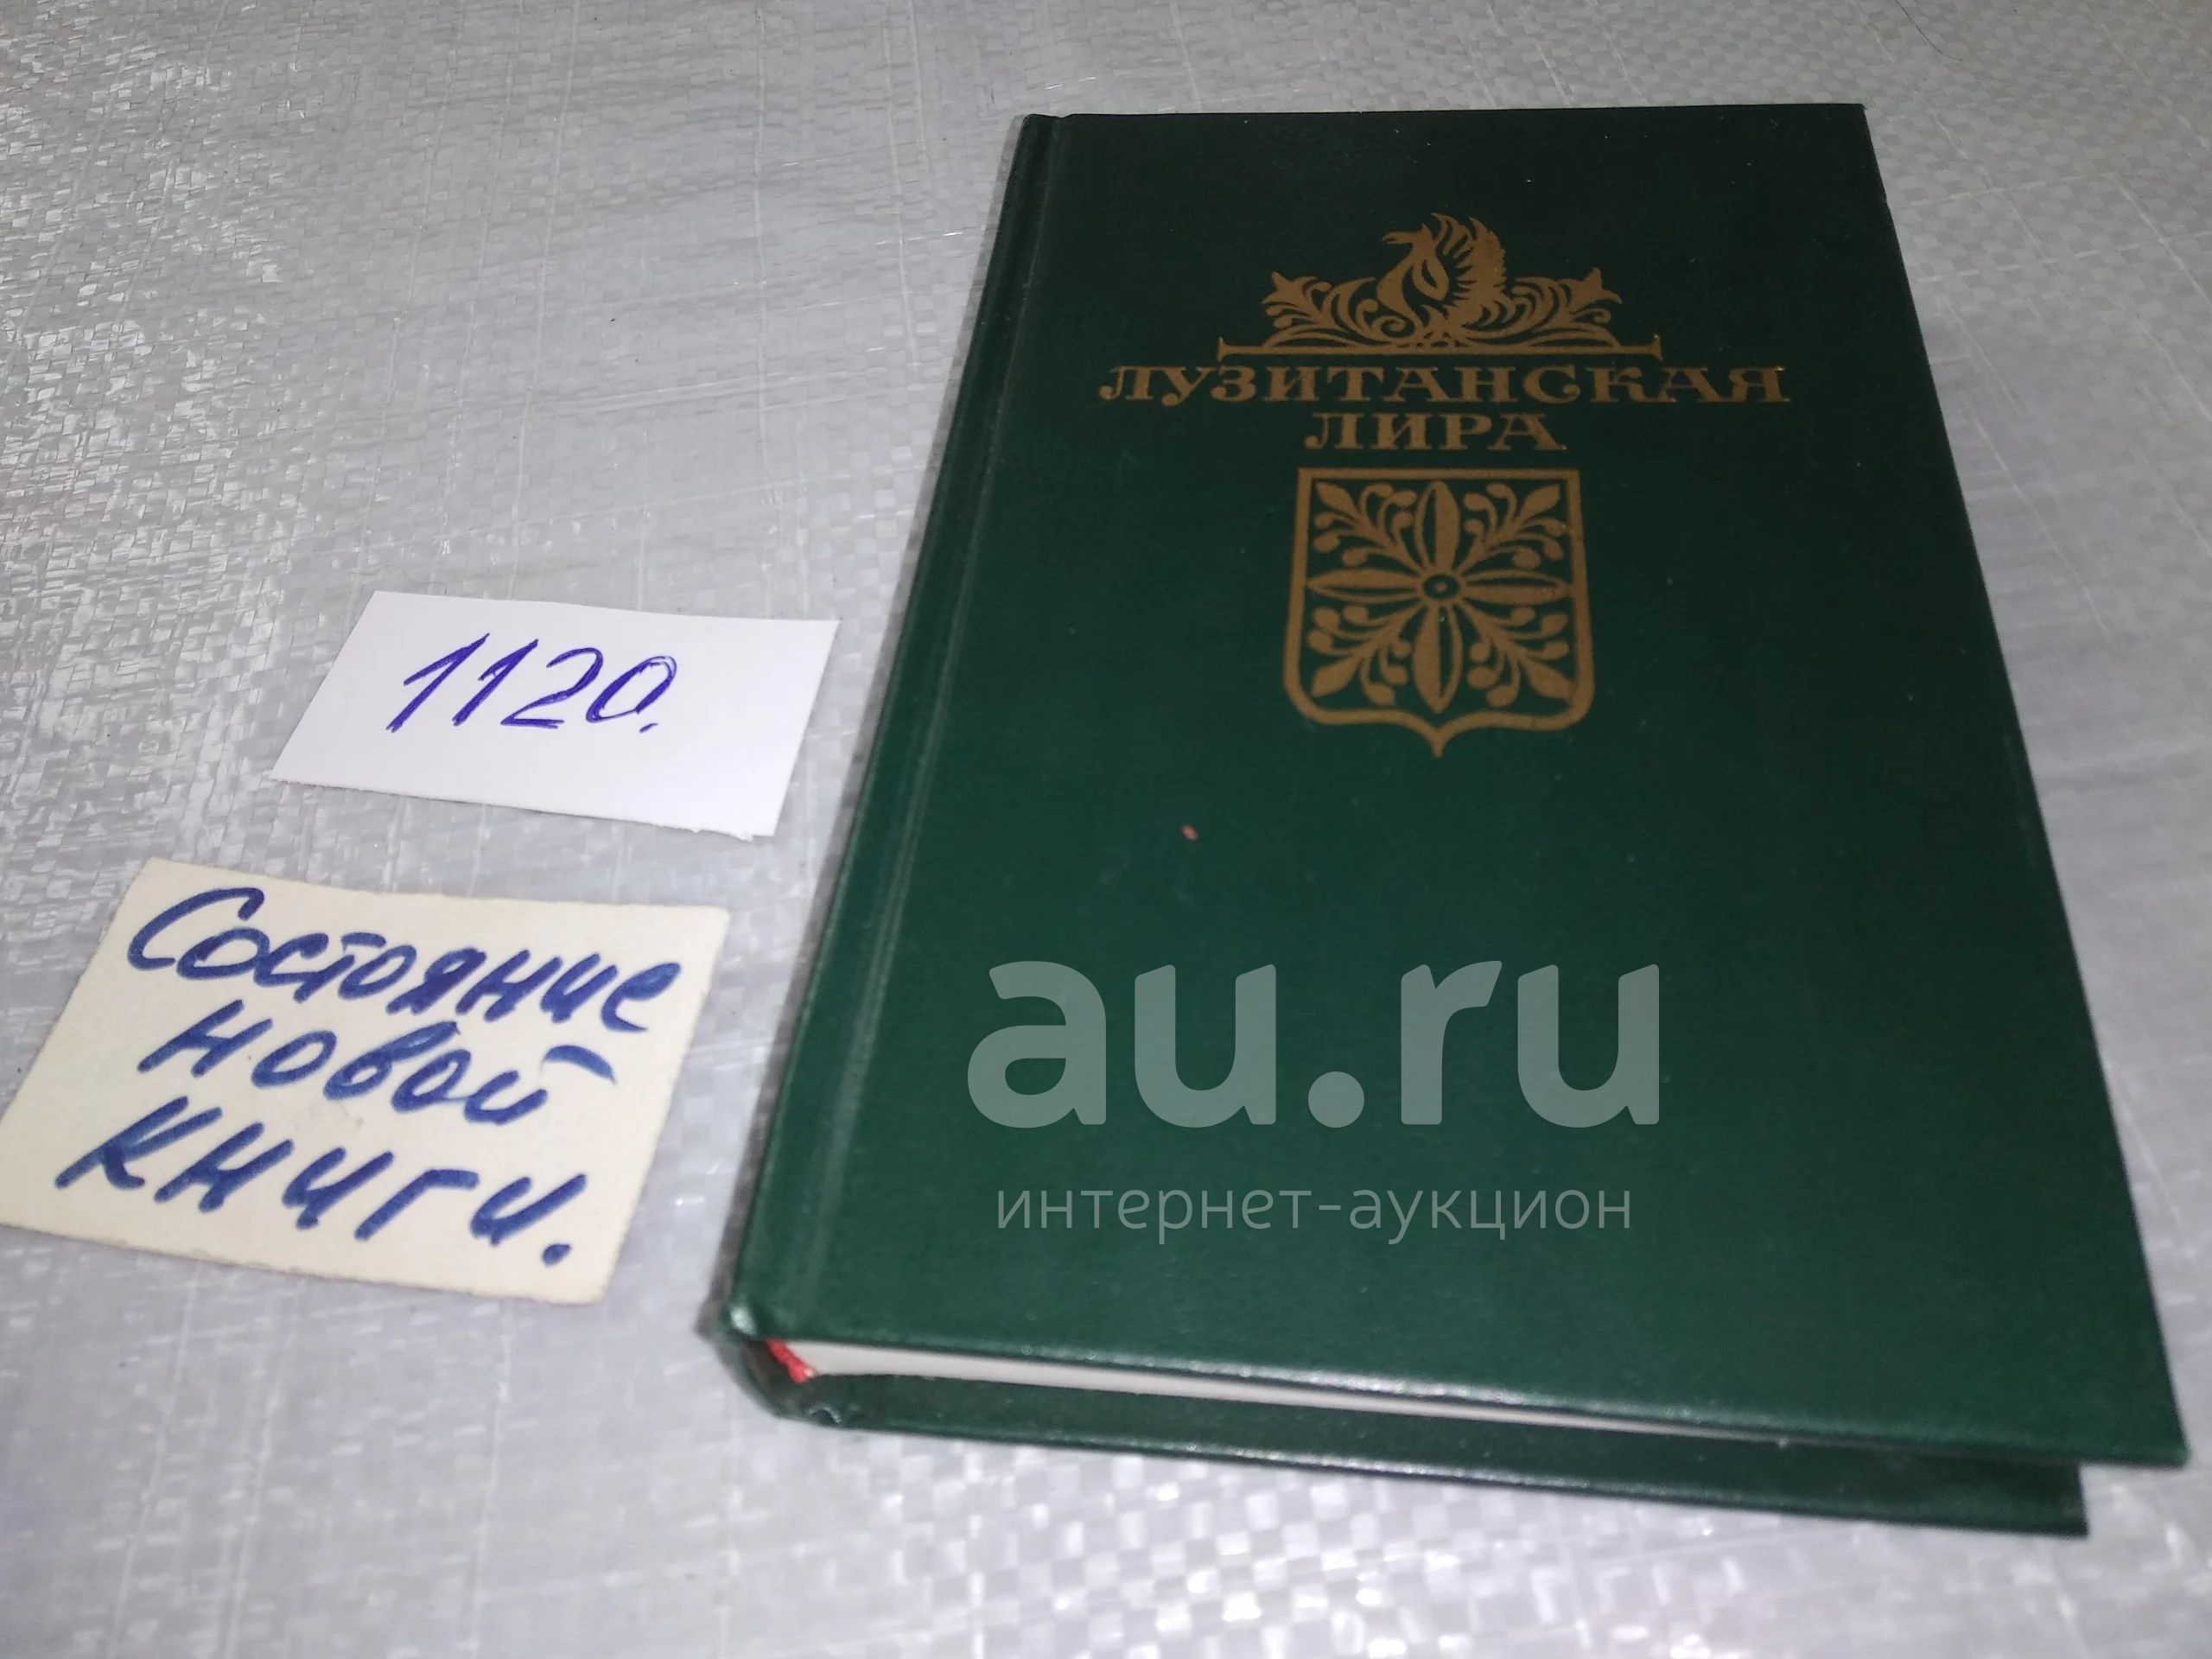 ЛУЗИТАНСКАЯ
ЛИРА
1120.
Состояние
новой
книги.
au.ru
интернет-аукцион